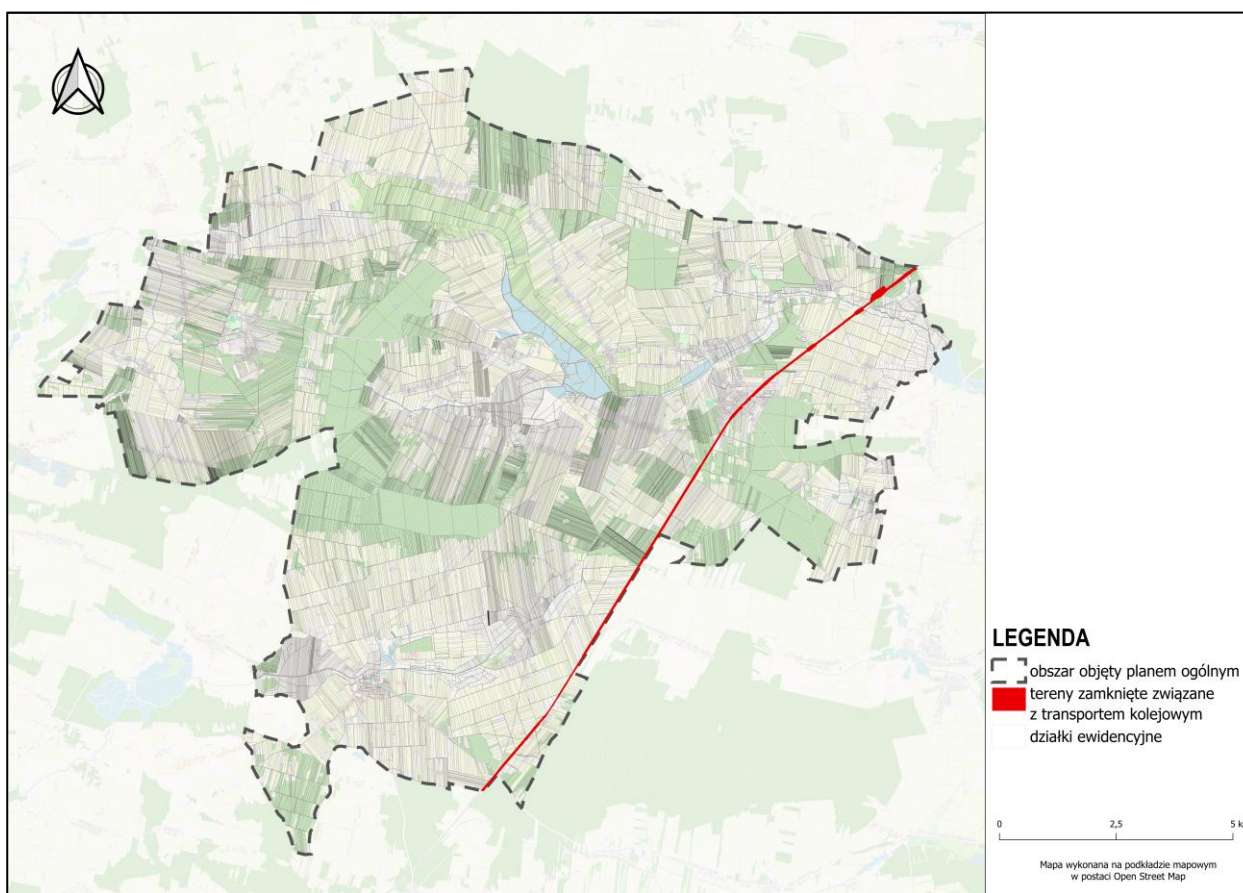 LEGENDA
obszar objęty planem ogólnym
tereny zamknięte związane
z transportem kolejowym
działki ewidencyjne
0 2,5 5 k
Mapa wykonana na podkładzie mapowym
w postaci Open Street Map